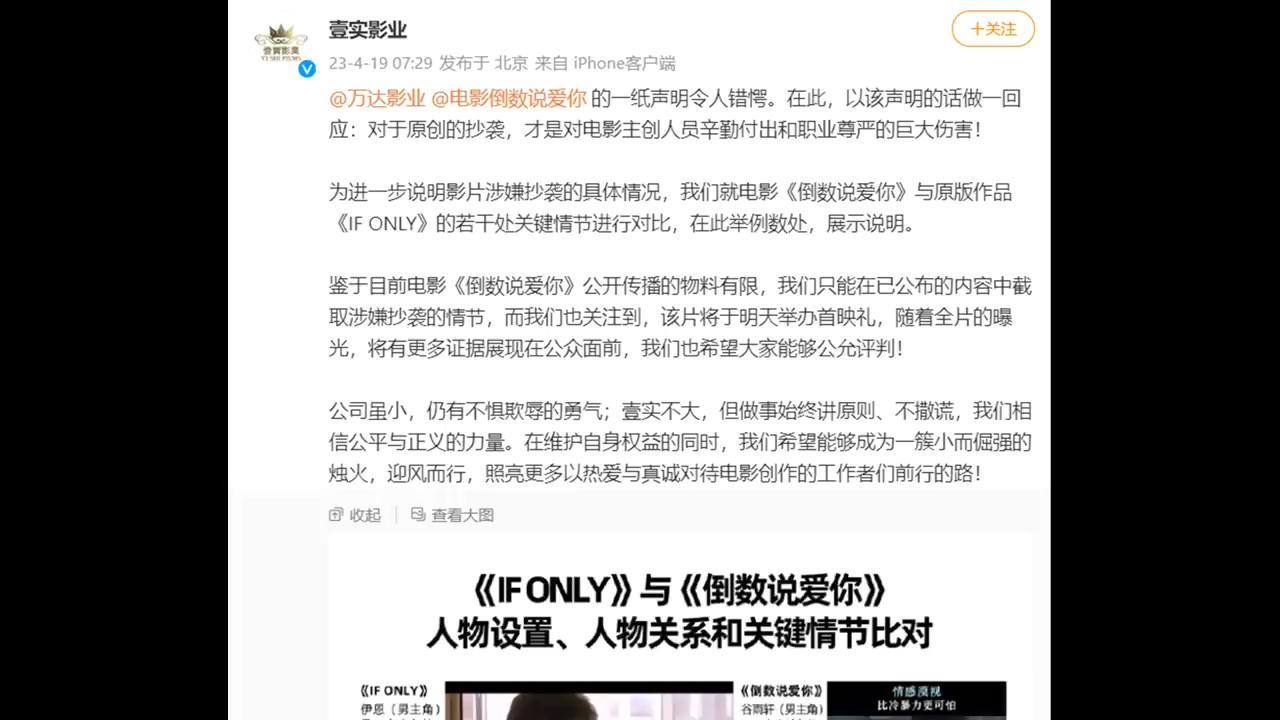 壹实影业
+关注
23-4-19 07:29 发布于 北京 来自 iPhone客户端
@万达影业 @电影倒数说爱你 的一纸声明令人错愕。在此，以该声明的话做一回
应：对于原创的抄袭，才是对电影主创人员辛勤付出和职业尊严的巨大伤害！
为进一步说明影片涉嫌抄袭的具体情况，我们就电影《倒数说爱你》与原版作品
《IF ONLY》的若干处关键情节进行对比，在此举例数处，展示说明。
鉴于目前电影《倒数说爱你》公开传播的物料有限，我们只能在已公布的内容中截
取涉嫌抄袭的情节，而我们也关注到，该片将于明天举办首映礼，随着全片的曝
光，将有更多证据展现在公众面前，我们也希望大家能够公允评判！
公司虽小，仍有不惧欺辱的勇气；壹实不大，但做事始终讲原则、不撒谎，我们相
信公平与正义的力量。在维护自身权益的同时，我们希望能够成为一簇小而倔强的
烛火，迎风而行，照亮更多以热爱与真诚对待电影创作的工作者们前行的路！
收起 | 查看大图
《IF ONLY》与《倒数说爱你》
人物设置、人物关系和关键情节比对
《IF ONLY》
伊恩（男主角）
《倒数说爱你》
谷雨轩（男主角）
情感漠视
比冷暴力更可怕